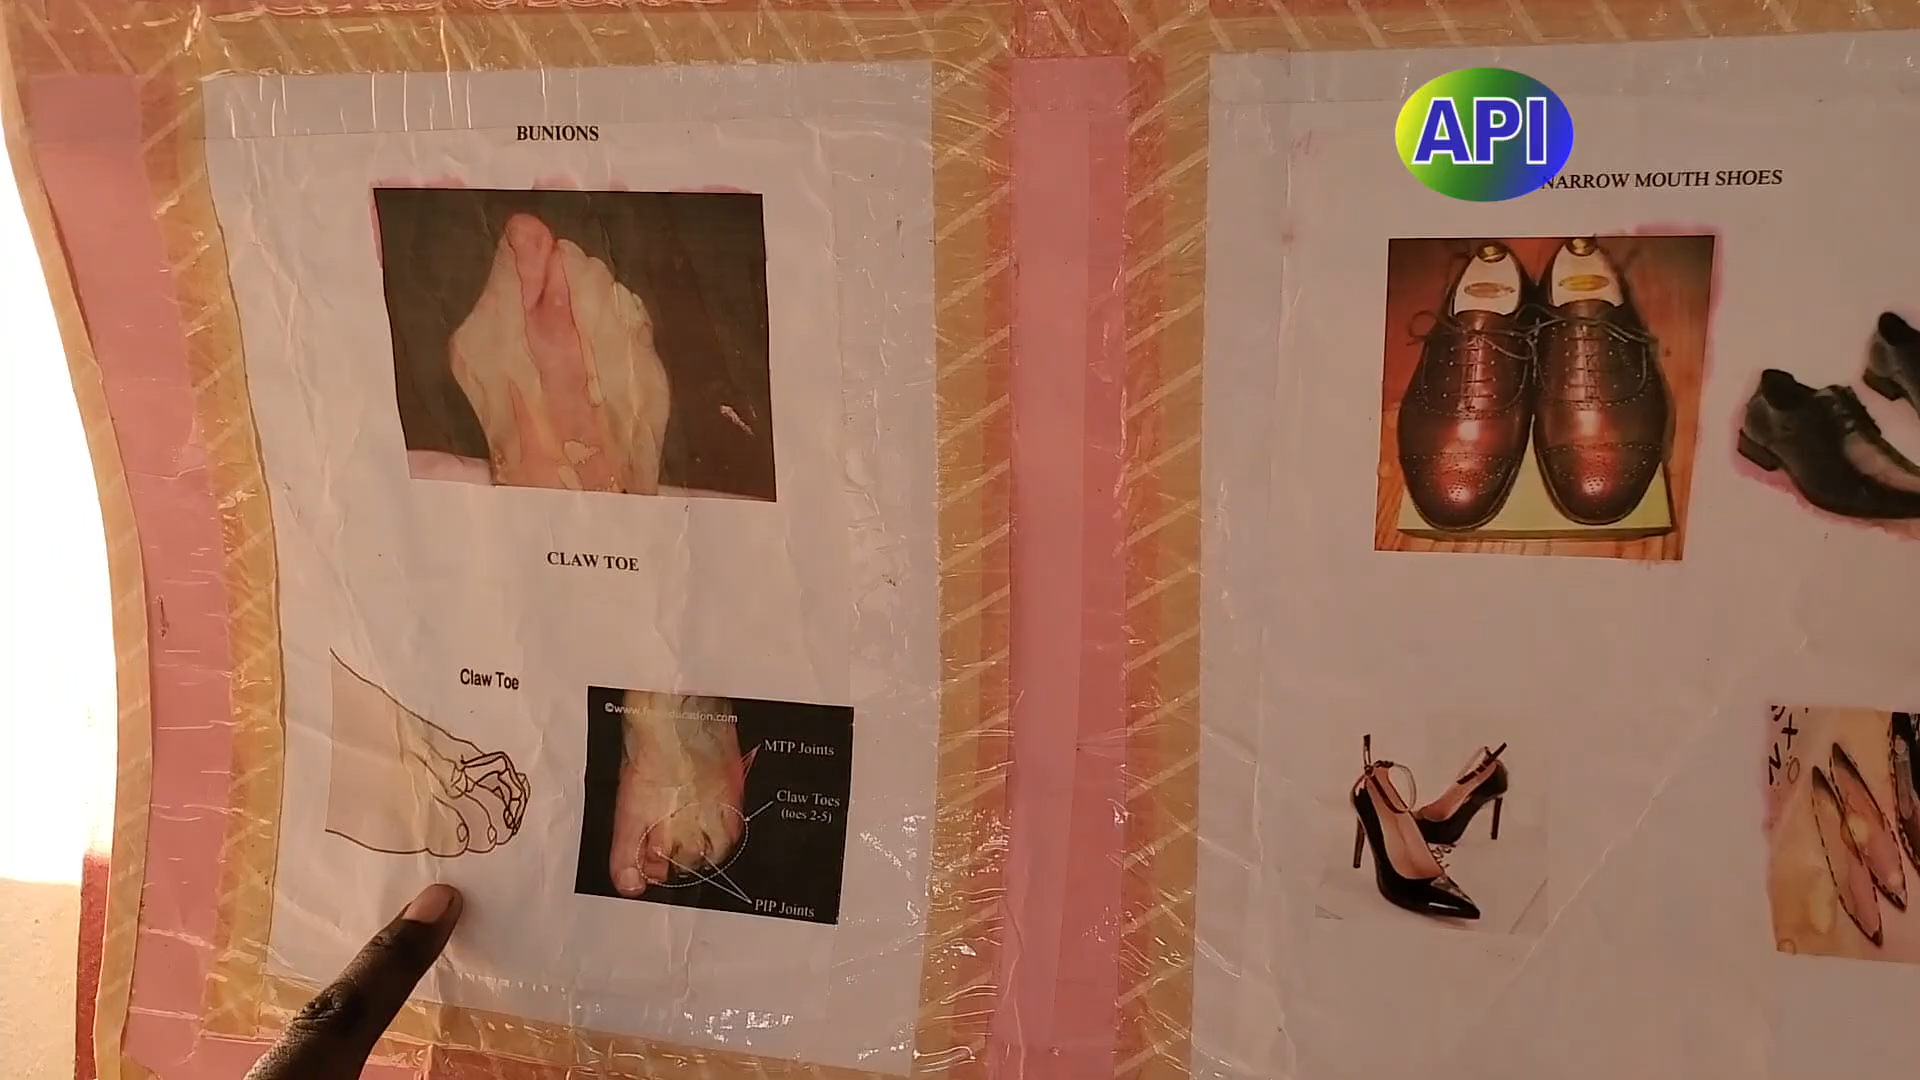 BUNIONS
CLAW TOE
Claw Toe
MTP Joints
Claw Toes
(toes 2-5)
PIP Joints
API
NARROW MOUTH SHOES